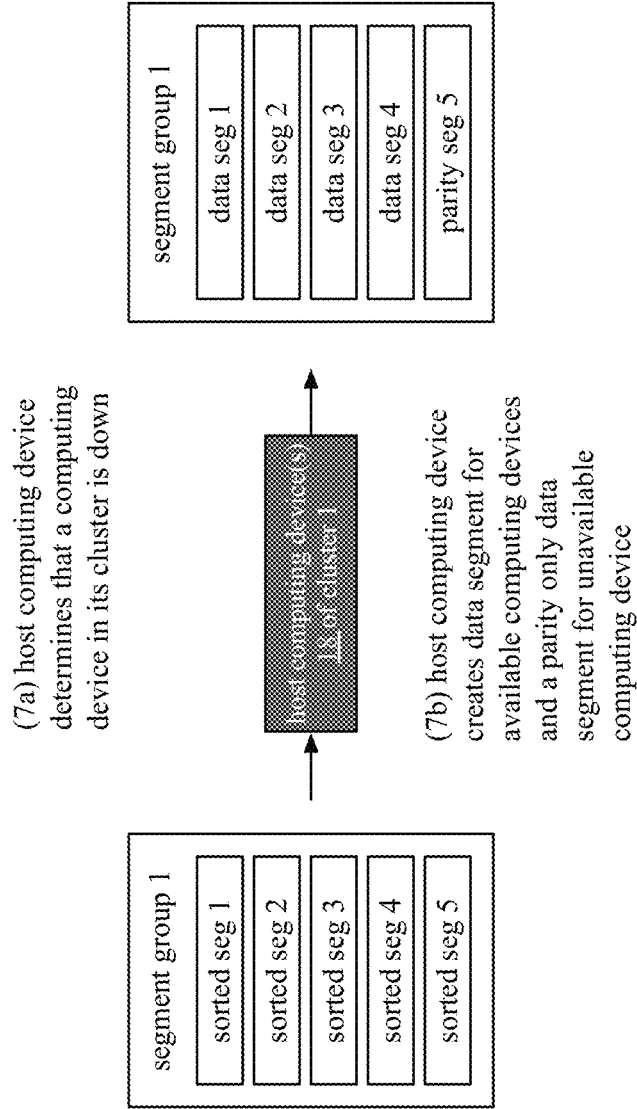 segment group 1
sorted seg 1
sorted seg 2
sorted seg 3
sorted seg 4
sorted seg 5
(7a) host computing device
determines that a computing
device in its cluster is down
host computing device(s)
18 of cluster 1
(7b) host computing device
creates data segment for
available computing devices
and a parity only data
segment for unavailable
computing device
segment group 1
data seg 1
data seg 2
data seg 3
data seg 4
parity seg 5